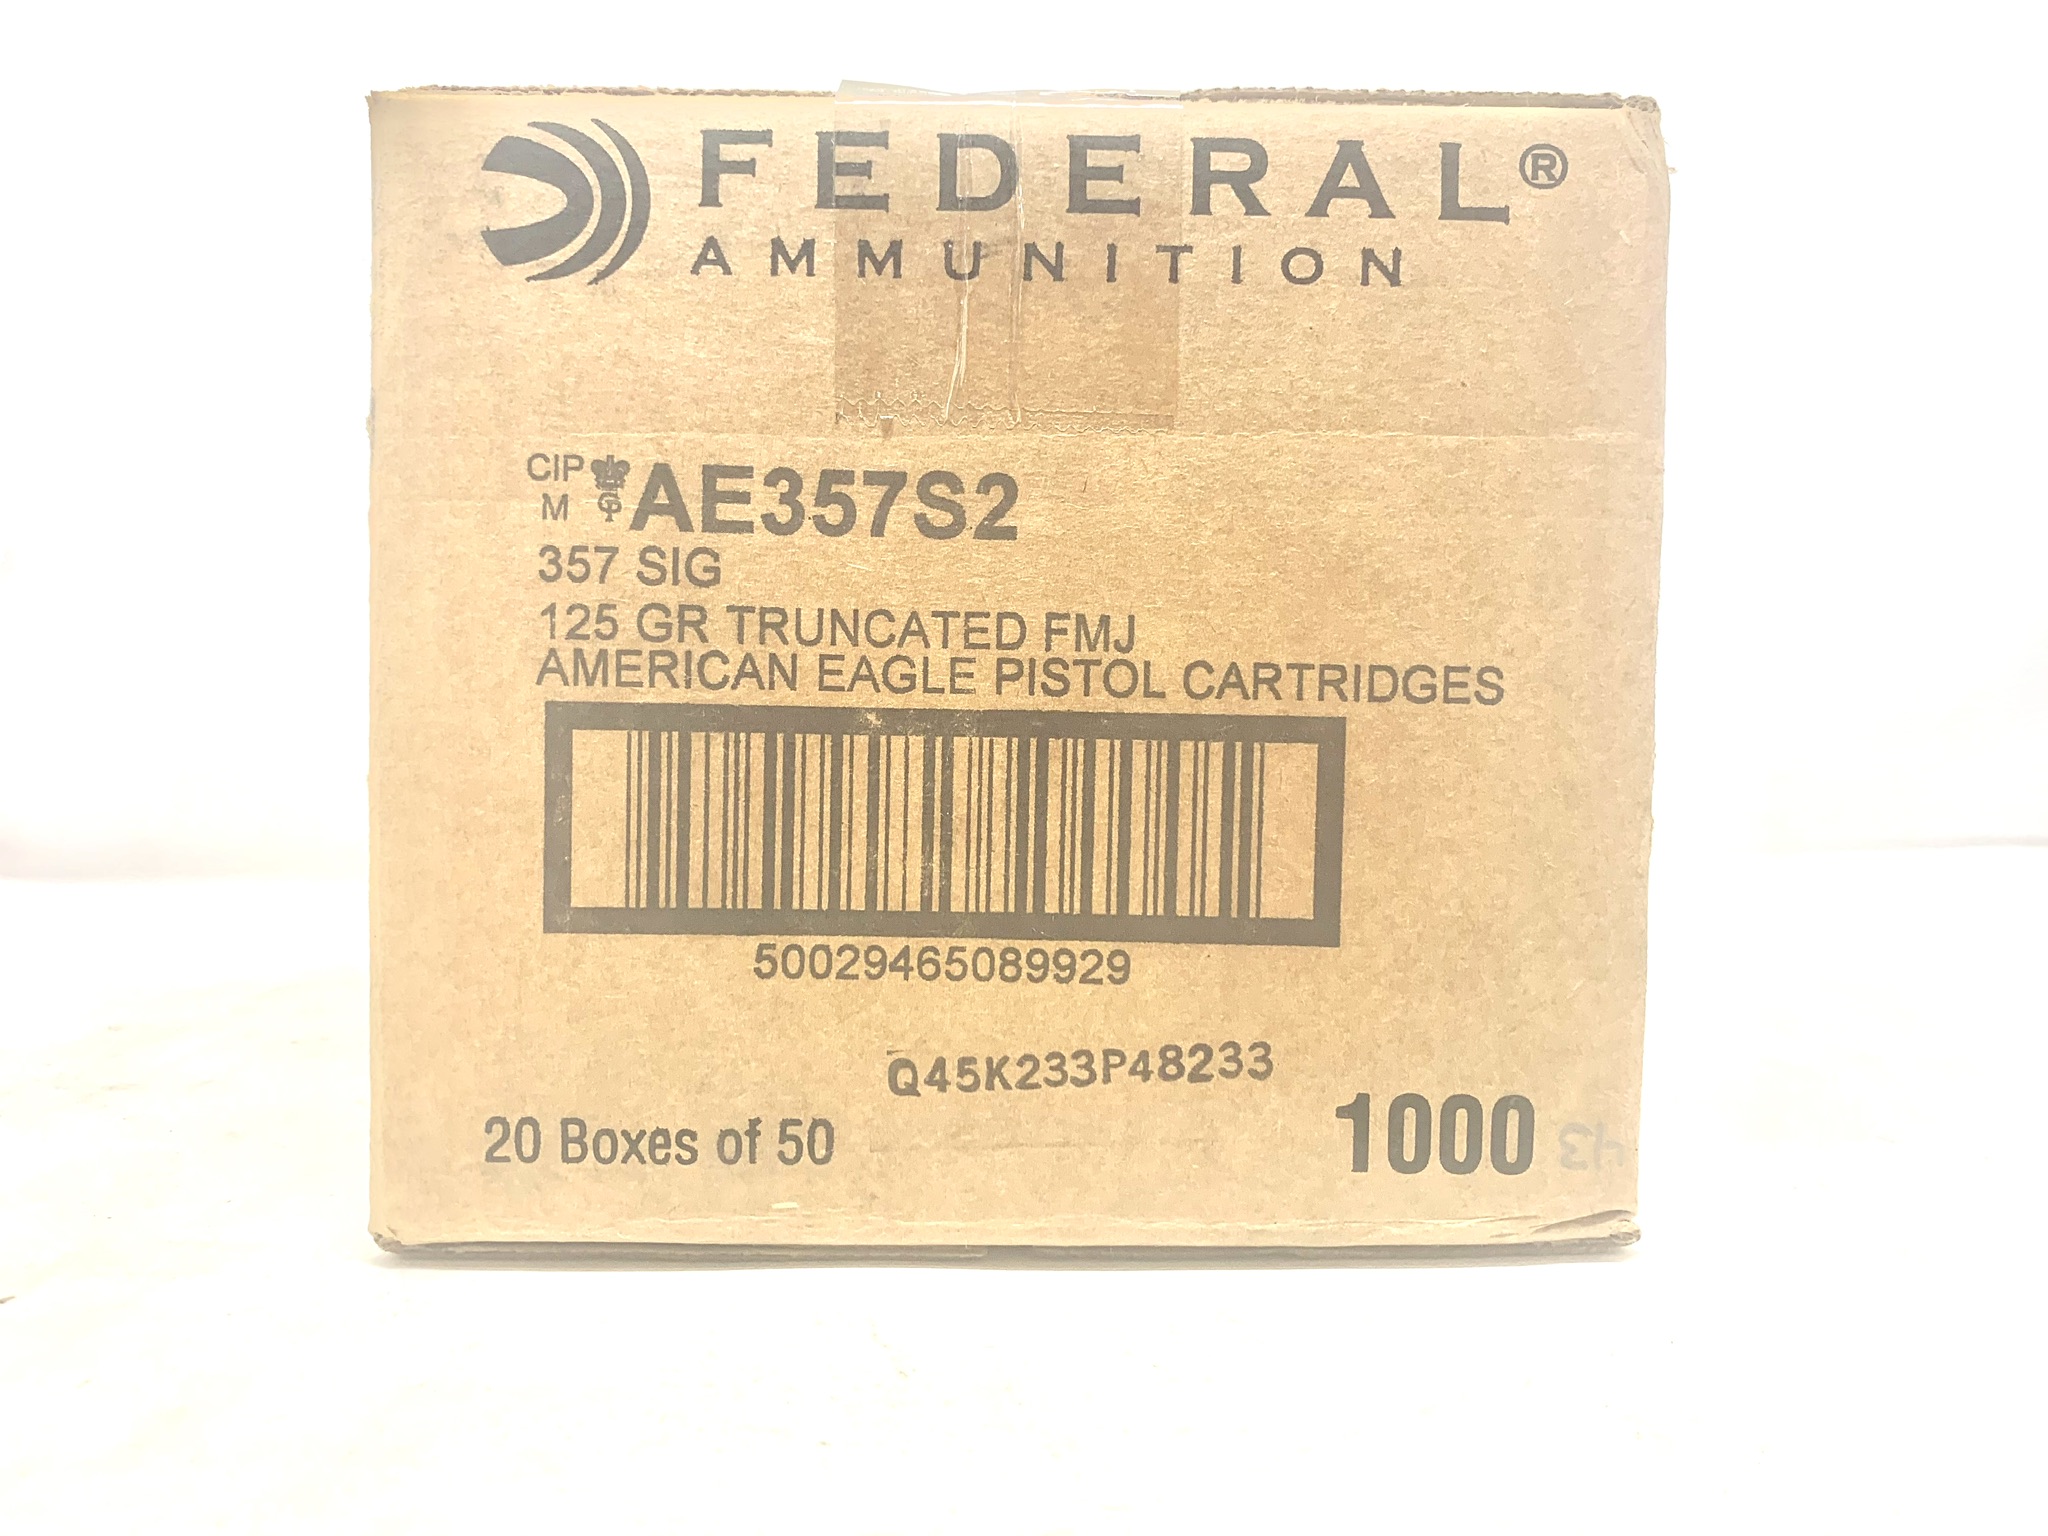 FEDERAL®
AMMUNITION
CIP
M
AE357S2
357 SIG
125 GR TRUNCATED FMJ
AMERICAN EAGLE PISTOL CARTRIDGES
50029465089929
Q45K233P48233
20 Boxes of 50
1000